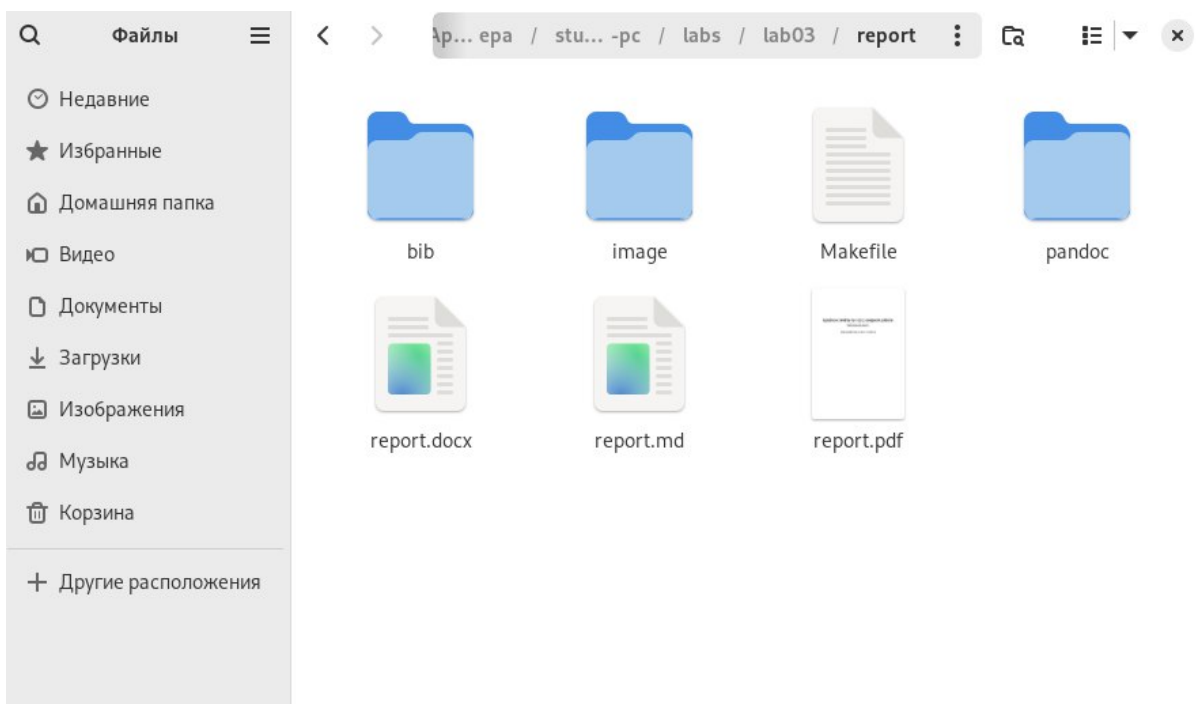 Файлы
Ар... ера / stu... -pc / labs / lab03 / report
Недавние
Избранные
Домашняя папка
Видео
Документы
Загрузки
Изображения
Музыка
Корзина
Другие расположения
bib image Makefile pandoc
report.docx report.md report.pdf